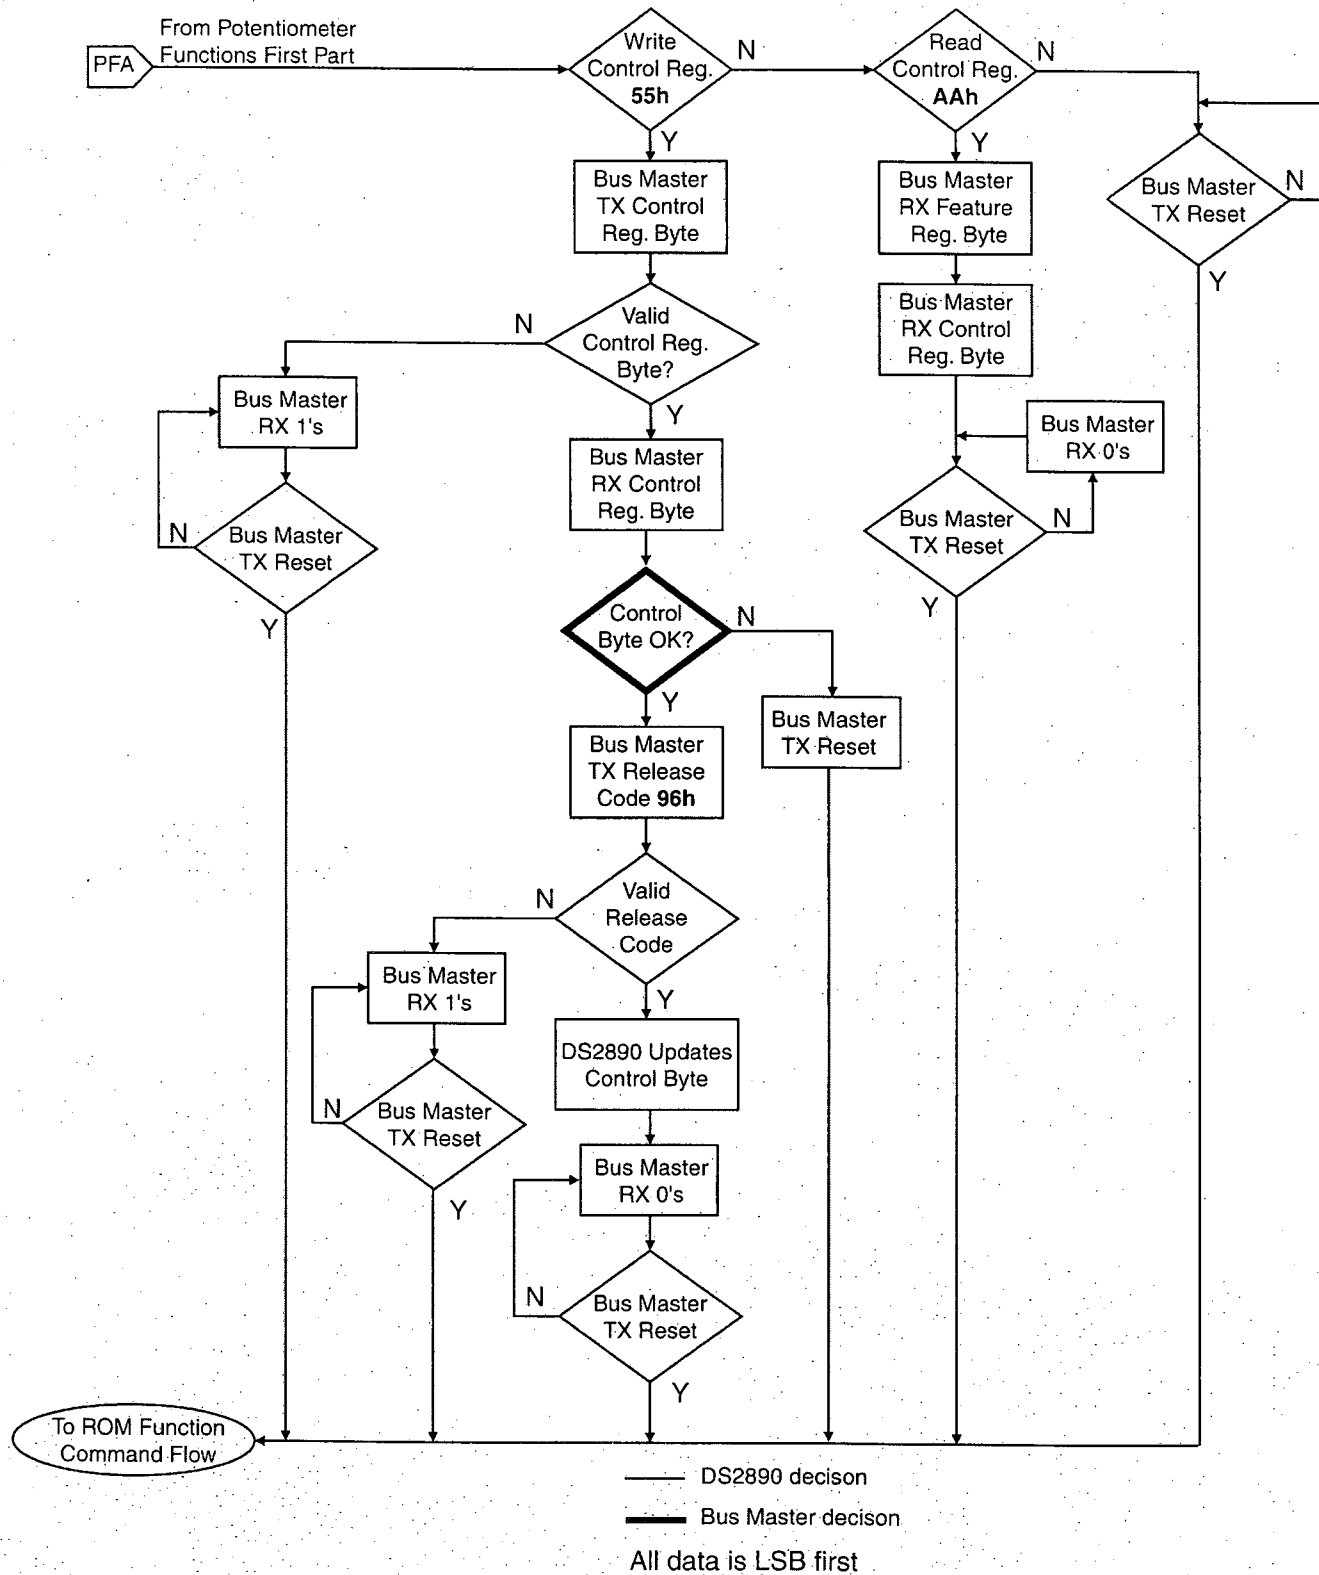 From Potentiometer
Functions First Part
PFA
Write
Control Reg.
55h
N
Read
Control Reg.
AAh
N
Y
Y
Bus Master
TX Control
Reg. Byte
Bus Master
RX Feature
Reg. Byte
Bus Master
TX Reset
N
Y
Valid
Control Reg.
Byte?
N
Y
Bus Master
RX Control
Reg. Byte
Bus Master
RX 1's
Bus Master
RX 0's
Bus Master
RX Control
Reg. Byte
Bus Master
TX Reset
N
Y
Bus Master
TX Reset
N
Y
Control
Byte OK?
N
Y
Bus Master
TX Reset
Bus Master
TX Release
Code 96h
Valid
Release
Code
N
Y
Bus Master
RX 1's
DS2890 Updates
Control Byte
Bus Master
TX Reset
N
Y
Bus Master
RX 0's
Bus Master
TX Reset
N
Y
To ROM Function
Command Flow
DS2890 decison
Bus Master decison
All data is LSB first